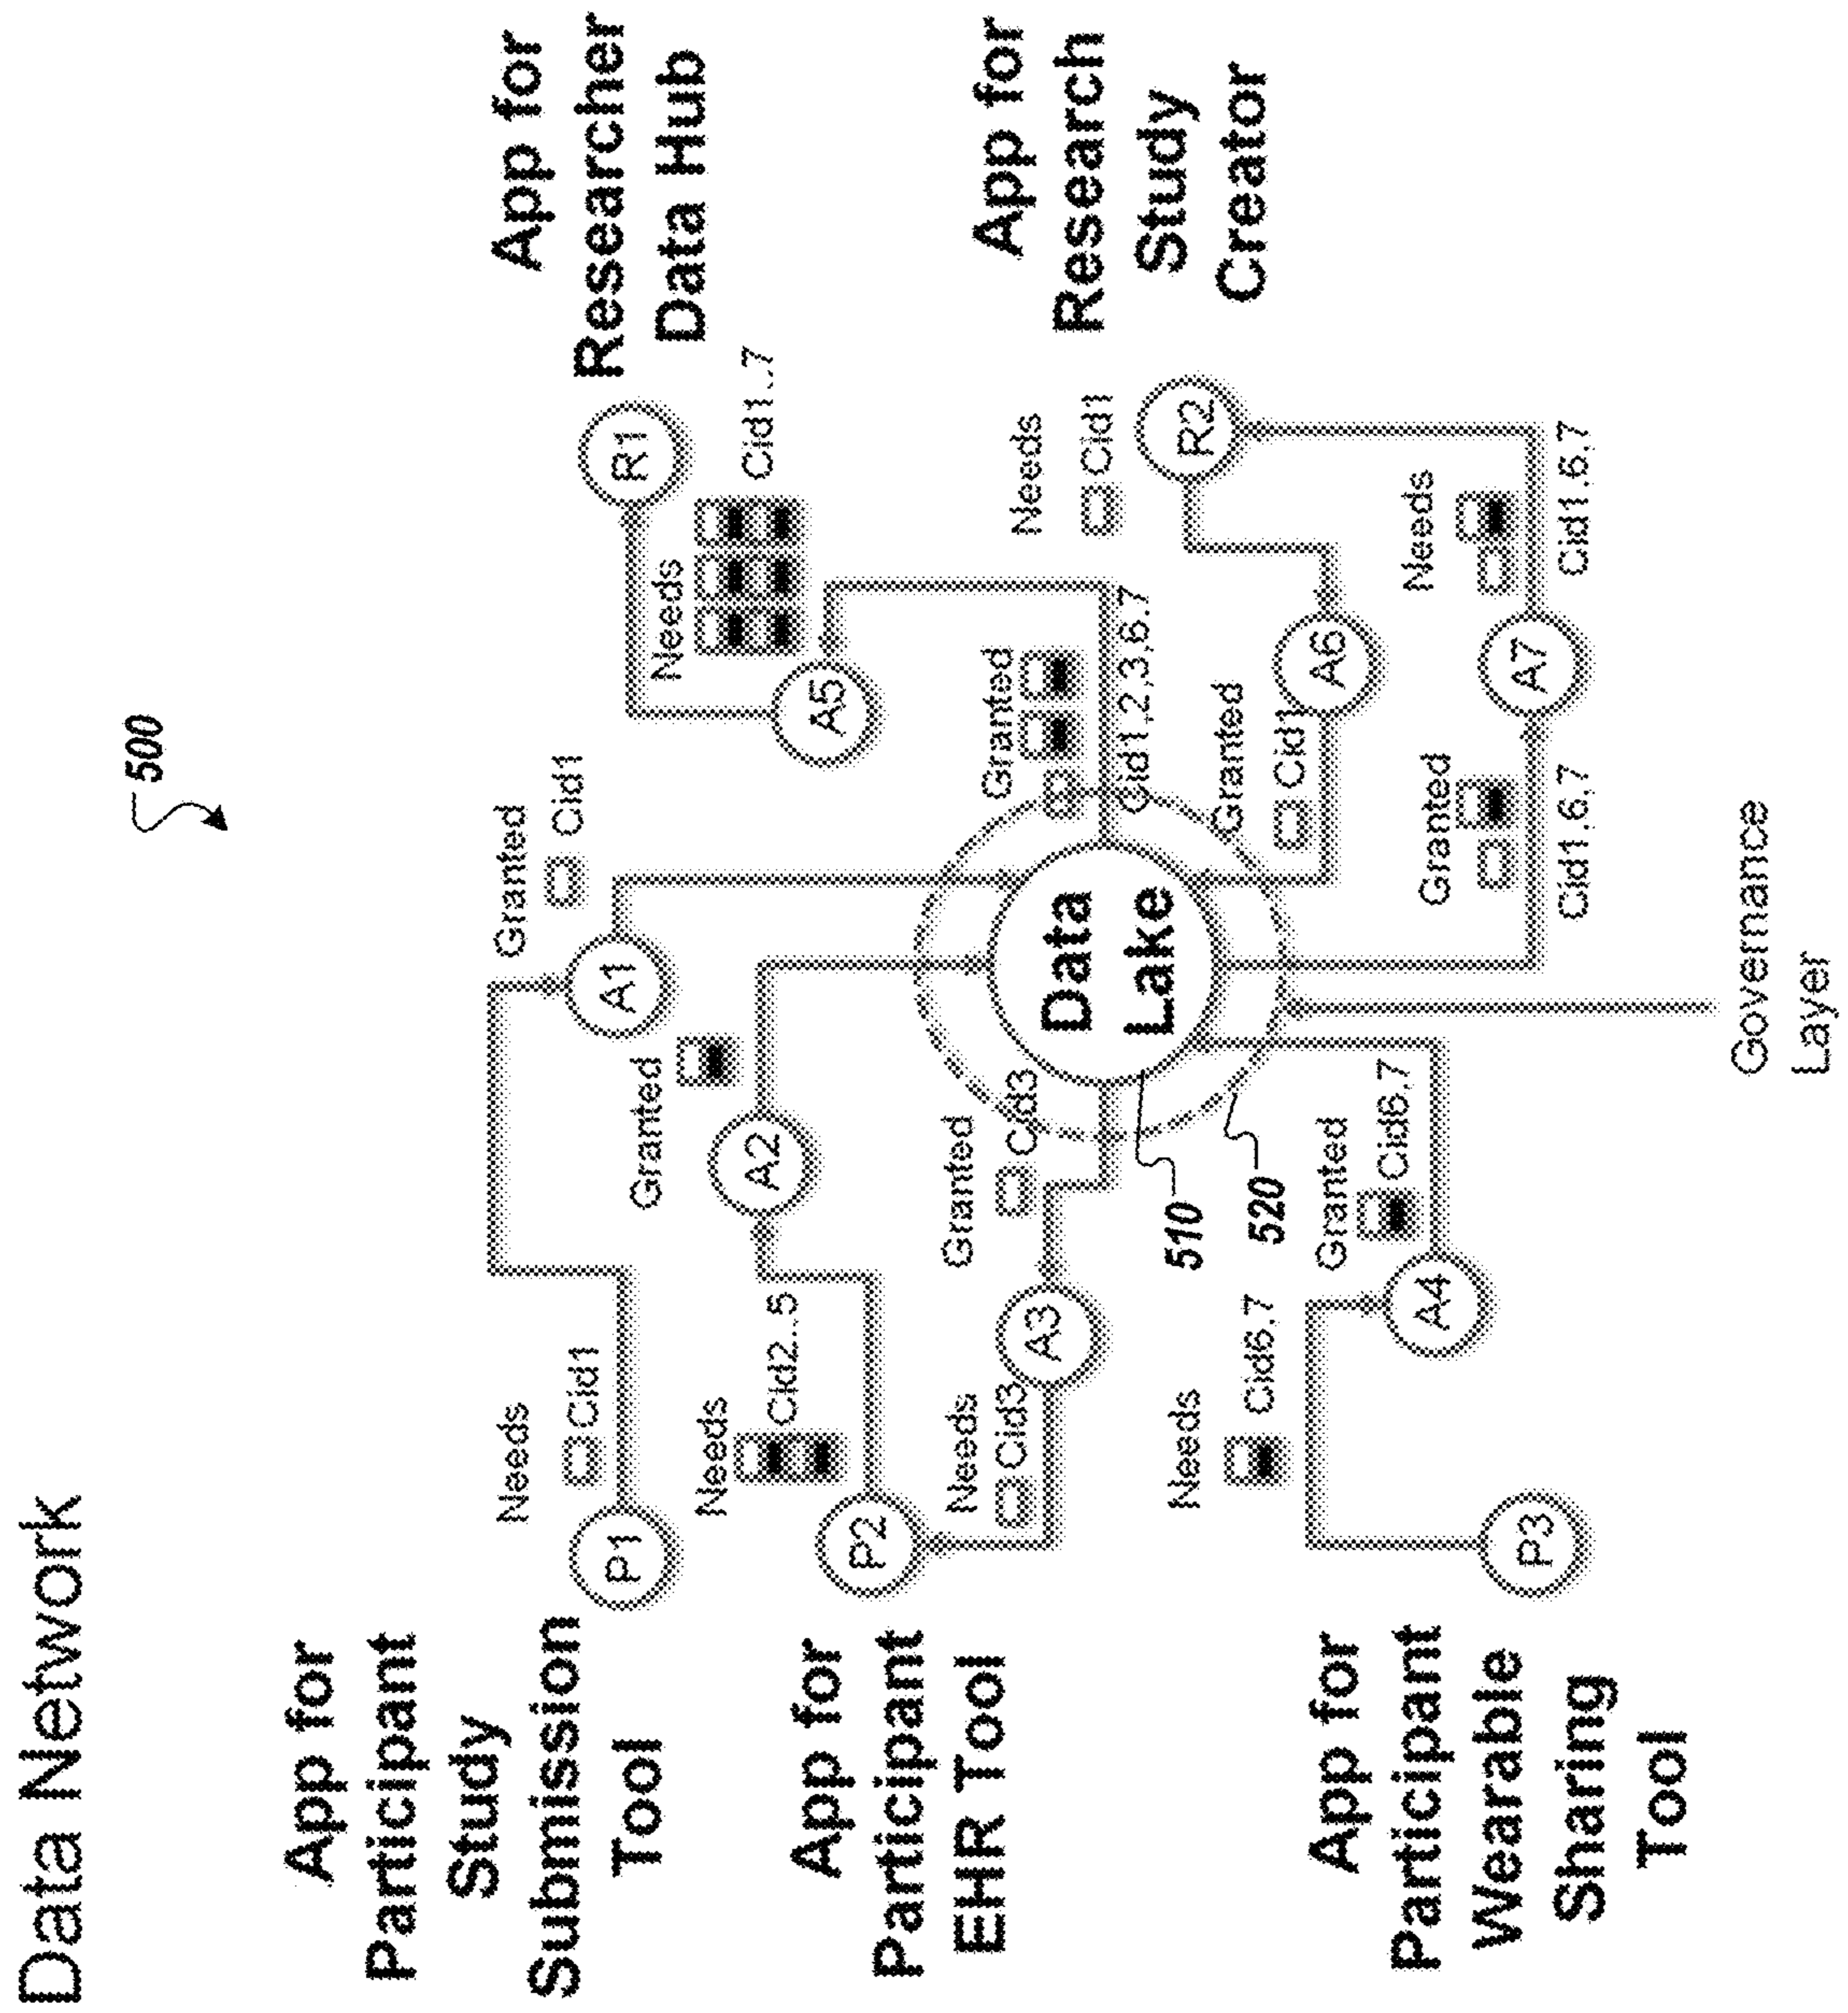 Data Network
500
App for
Participant
Study
Submission
Tool
P1
Needs
Cid1
A1
Granted
Cid1
App for
Participant
EHR Tool
P2
Needs
Cid2..5
A2
Granted
Needs
Cid3
A3
Granted
Cid3
App for
Participant
Wearable
Sharing
Tool
P3
Needs
Cid6,7
A4
Granted
Cid6,7
510
520
Data
Lake
Governance
Layer
Granted
Cid1,2,3,6,7
A5
Needs
Cid1..7
R1
App for
Researcher
Data Hub
Granted
Cid1
A6
Needs
Cid1
R2
App for
Research
Study
Creator
Granted
Cid1,6,7
A7
Needs
Cid1,6,7